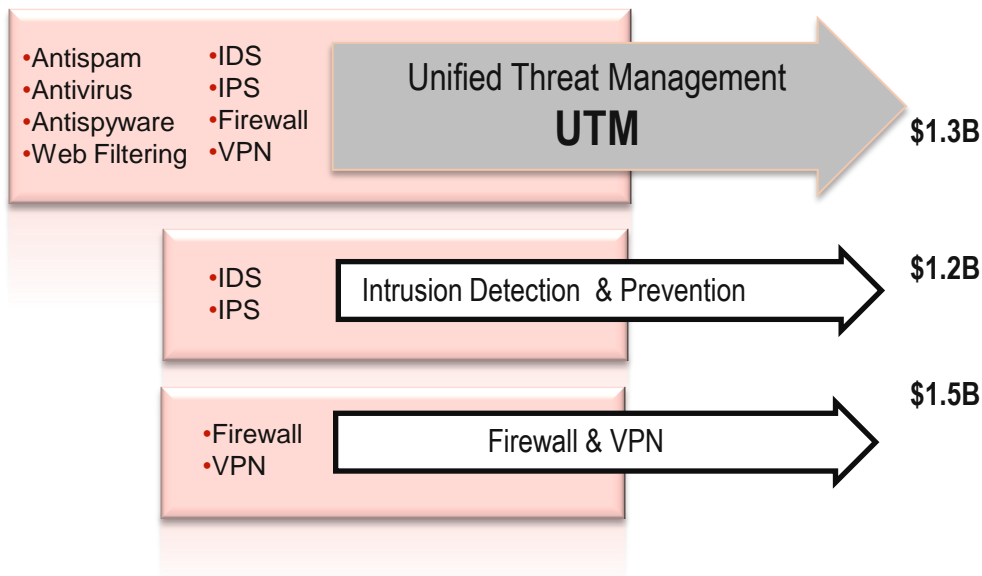 •Antispam
•Antivirus
•Antispyware
•Web Filtering
•IDS
•IPS
•Firewall
•VPN
Unified Threat Management
UTM
$1.3B
•IDS
•IPS
Intrusion Detection & Prevention
$1.2B
•Firewall
•VPN
Firewall & VPN
$1.5B